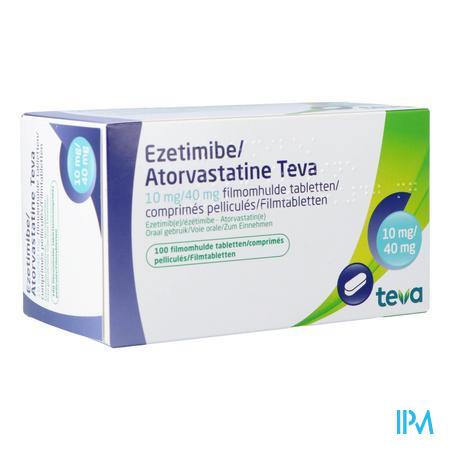 Ezetimibe/
Atorvastatine Teva
10 mg/40 mg filmomhulde tabletten/
comprimés pelliculés/Filmtabletten
Ezetimib(e)/ézétimibe - Atorvastatin(e)
Oraal gebruik/Voie orale/Zum Einnehmen
100 filmomhulde tabletten/comprimés
pelliculés/Filmtabletten
10 mg/
40 mg
teva
Ezetimibe/
Atorvastatine Teva
10 mg/
40 mg
IPM